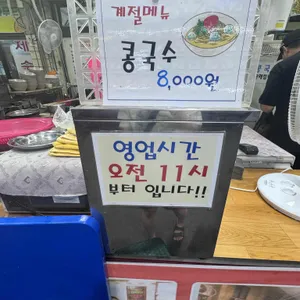 계절메뉴
콩국수
8,000원
영업시간
오전 11시
부터 입니다!!